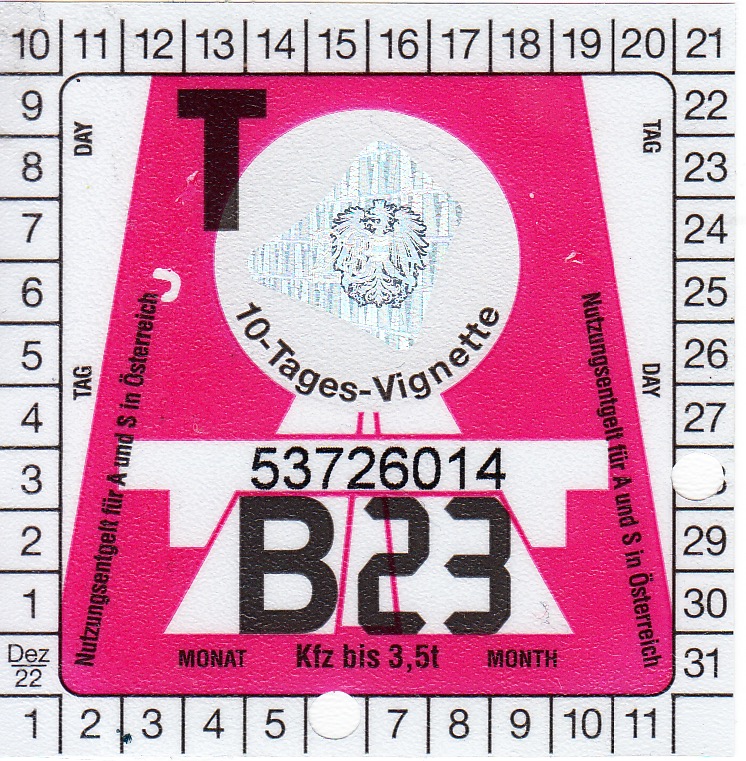 10 11 12 13 14 15 16 17 18 19 20 21
9 22
8 23
7 24
6 25
5 26
4 27
3
2 29
1 30
Dez 22 31
1 2 3 4 5 7 8 9 10 11
DAY
TAG
T
TAG
DAY
10-Tages-Vignette
Nutzungsentgelt für A und S in Österreich
Nutzungsentgelt für A und S in Österreich
53726014
B23
MONAT Kfz bis 3,5t MONTH